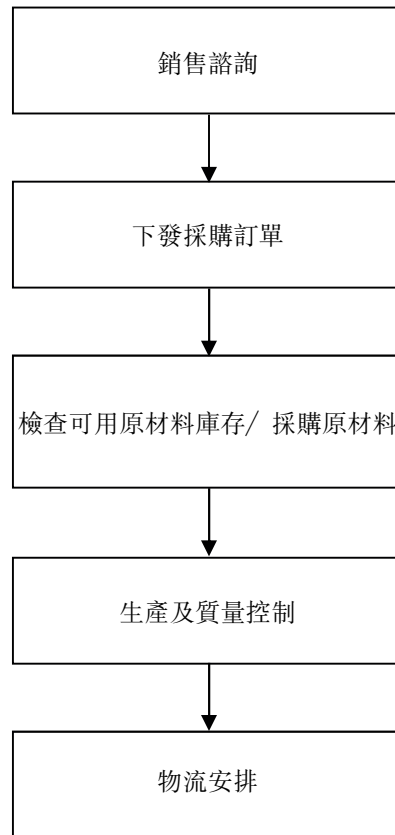 銷售諮詢
下發採購訂單
檢查可用原材料庫存/ 採購原材料
生產及質量控制
物流安排